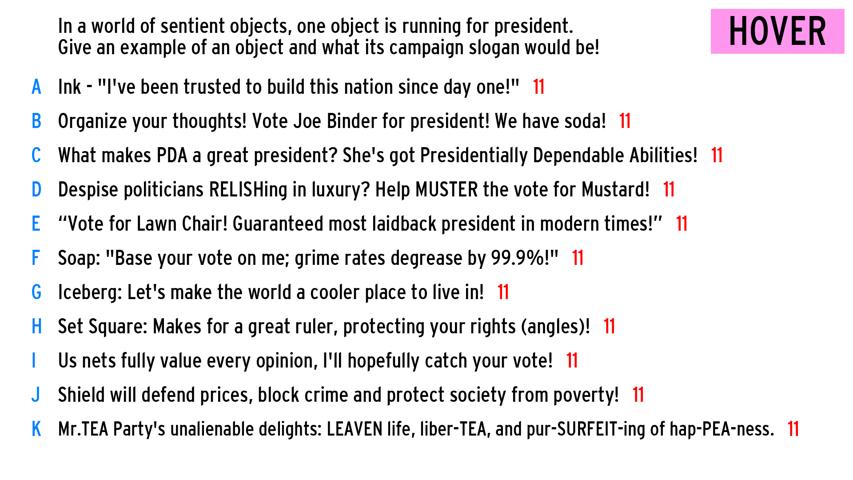 In a world of sentient objects, one object is running for president.
Give an example of an object and what its campaign slogan would be!
HOVER
A Ink - "I've been trusted to build this nation since day one!" 11
B Organize your thoughts! Vote Joe Binder for president! We have soda! 11
C What makes PDA a great president? She's got Presidentially Dependable Abilities! 11
D Despise politicians RELISHing in luxury? Help MUSTER the vote for Mustard! 11
E “Vote for Lawn Chair! Guaranteed most laidback president in modern times!” 11
F Soap: "Base your vote on me; grime rates degrease by 99.9%!" 11
G Iceberg: Let's make the world a cooler place to live in! 11
H Set Square: Makes for a great ruler, protecting your rights (angles)! 11
I Us nets fully value every opinion, I'll hopefully catch your vote! 11
J Shield will defend prices, block crime and protect society from poverty! 11
K Mr.TEA Party's unalienable delights: LEAVEN life, liber-TEA, and pur-SURFEIT-ing of hap-PEA-ness. 11